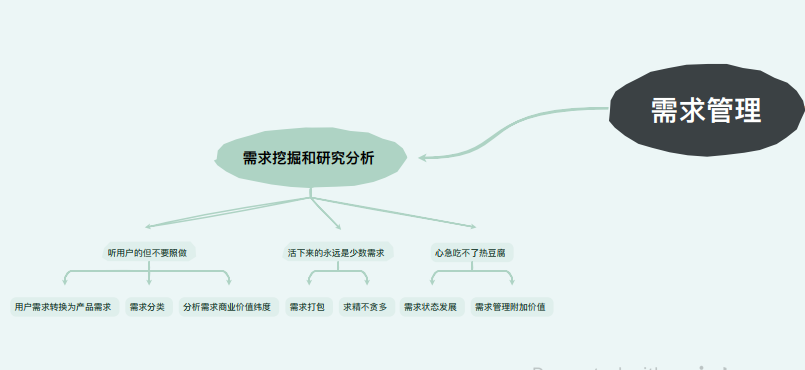 需求管理
需求挖掘和研究分析
听用户的但不要照做
活下来的永远是少数需求
心急吃不了热豆腐
用户需求转换为产品需求
需求分类
分析需求商业价值纬度
需求打包
求精不贪多
需求状态发展
需求管理附加价值